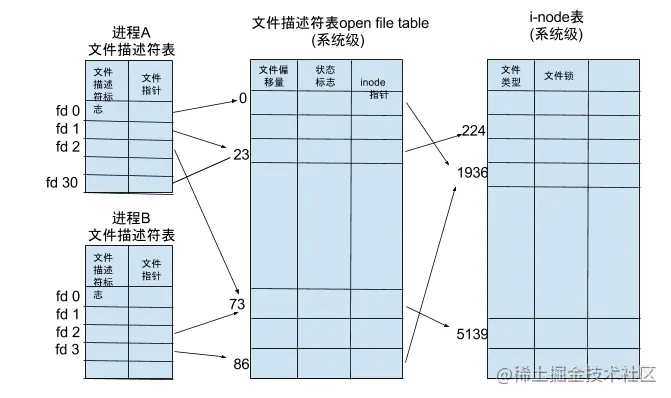 进程A
文件描述符表
文件
描述
符标
志
文件
指针
fd 0
fd 1
fd 2
fd 30
进程B
文件描述符表
文件
描述
符标
志
文件
指针
fd 0
fd 1
fd 2
fd 3
文件描述符表open file table
(系统级)
文件偏
移量
状态
标志
inode
指针
0
23
73
86
i-node表
(系统级)
文件
类型
文件锁
224
1936
5139
@稀土掘金技术社区